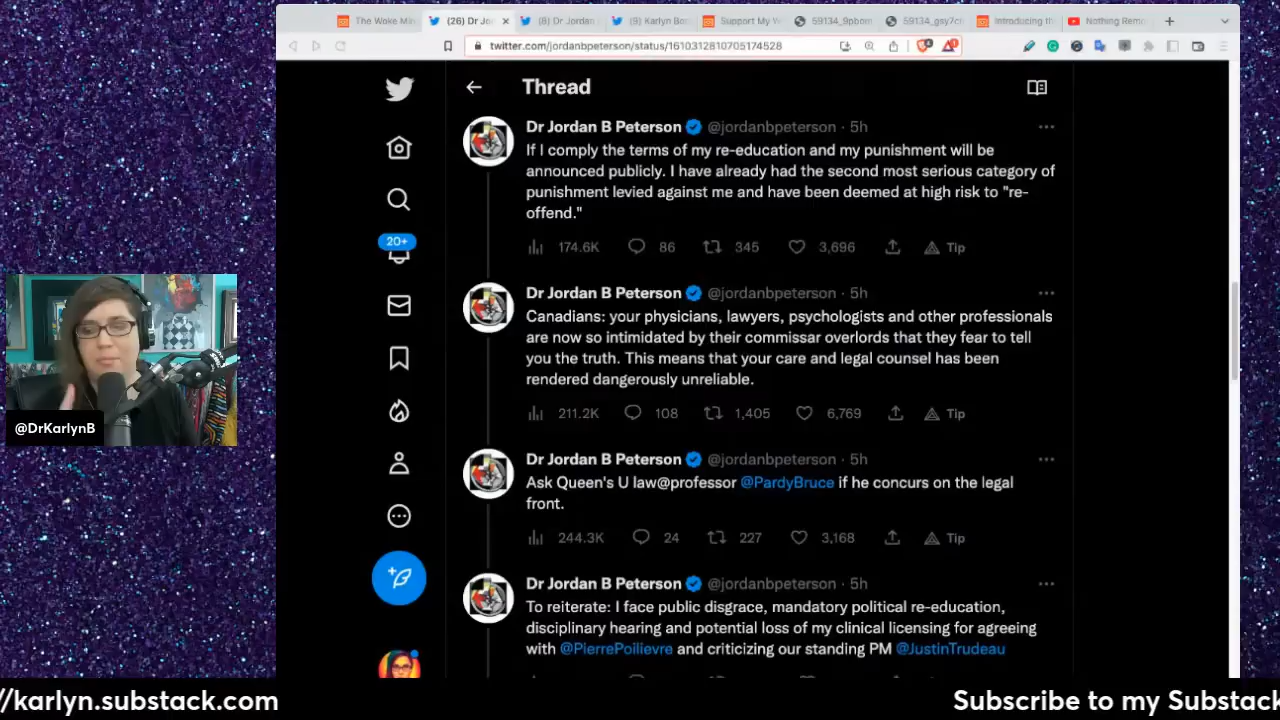 The Woke Min
(26) Dr Jo
(8) Dr Jordan
(9) Karlyn Bo
Support My W
59134_9pbom
59134_gsy7c
Introducing th
Nothing Rem
twitter.com/jordanbpeterson/status/1610312810705174528
Thread
Dr Jordan B Peterson @jordanbpeterson · 5h
If I comply the terms of my re-education and my punishment will be
announced publicly. I have already had the second most serious category of
punishment levied against me and have been deemed at high risk to "re-
offend."
174.6K 86 345 3,696 Tip
20+
Dr Jordan B Peterson @jordanbpeterson · 5h
Canadians: your physicians, lawyers, psychologists and other professionals
are now so intimidated by their commissar overlords that they fear to tell
you the truth. This means that your care and legal counsel has been
rendered dangerously unreliable.
211.2K 108 1,405 6,769 Tip
@DrKarlynB
Dr Jordan B Peterson @jordanbpeterson · 5h
Ask Queen's U law@professor @PardyBruce if he concurs on the legal
front.
244.3K 24 227 3,168 Tip
Dr Jordan B Peterson @jordanbpeterson · 5h
To reiterate: I face public disgrace, mandatory political re-education,
disciplinary hearing and potential loss of my clinical licensing for agreeing
with @PierrePoilievre and criticizing our standing PM @JustinTrudeau
//karlyn.substack.com
Subscribe to my Substack